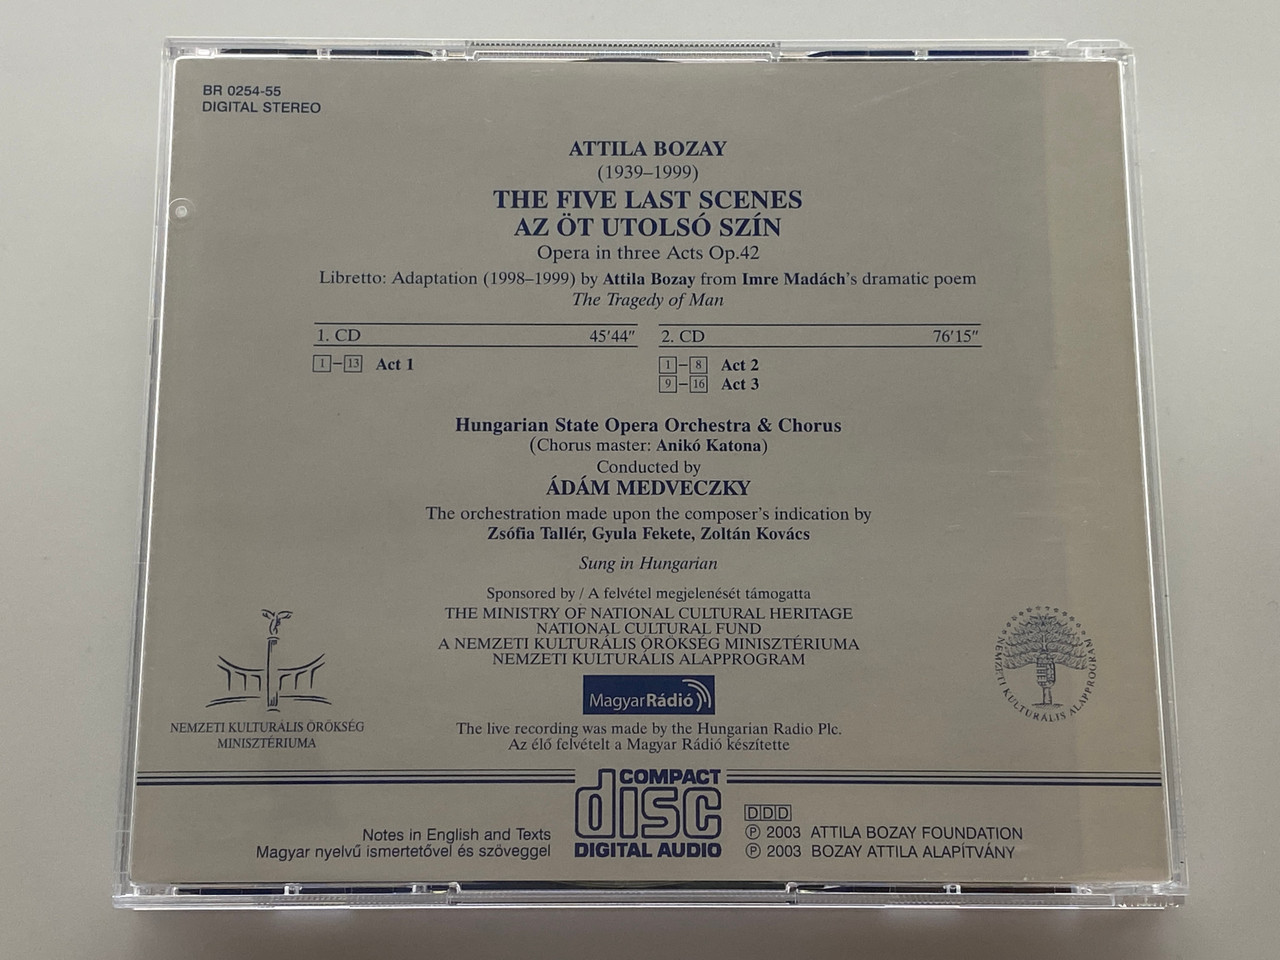 BR 0254-55
DIGITAL STEREO
ATTILA BOZAY
(1939–1999)
THE FIVE LAST SCENES
AZ ÖT UTOLSÓ SZÍN
Opera in three Acts Op.42
Libretto: Adaptation (1998–1999) by Attila Bozay from Imre Madách's dramatic poem
The Tragedy of Man
1. CD 45'44"
1–13 Act 1
2. CD 76'15"
1–8 Act 2
9–16 Act 3
Hungarian State Opera Orchestra & Chorus
(Chorus master: Anikó Katona)
Conducted by
ÁDÁM MEDVECZKY
The orchestration made upon the composer's indication by
Zsófia Tallér, Gyula Fekete, Zoltán Kovács
Sung in Hungarian
Sponsored by / A felvétel megjelenését támogatta
THE MINISTRY OF NATIONAL CULTURAL HERITAGE
NATIONAL CULTURAL FUND
A NEMZETI KULTURÁLIS ÖRÖKSÉG MINISZTÉRIUMA
NEMZETI KULTURÁLIS ALAPPROGRAM
NEMZETI KULTURÁLIS ÖRÖKSÉG
MINISZTÉRIUMA
MagyarRádió
NEMZETI KULTURÁLIS ALAPPROGRAM
The live recording was made by the Hungarian Radio Plc.
Az élő felvételt a Magyar Rádió készítette
Notes in English and Texts
Magyar nyelvű ismertetővel és szöveggel
COMPACT
disc
DIGITAL AUDIO
DDD
℗ 2003 ATTILA BOZAY FOUNDATION
℗ 2003 BOZAY ATTILA ALAPÍTVÁNY